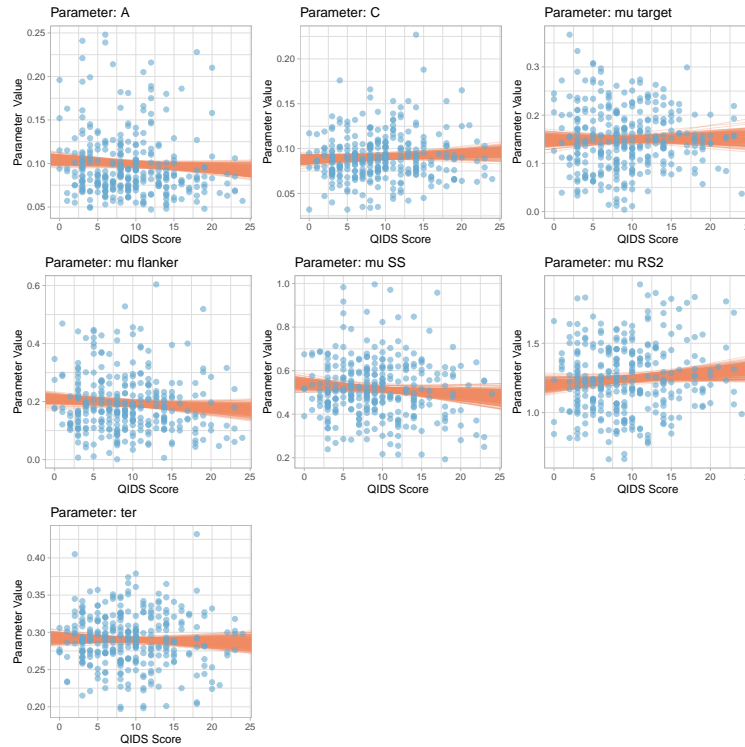 Parameter: A
Parameter Value
0.25
0.20
0.15
0.10
0.05
0 5 10 15 20 25
QIDS Score
Parameter: C
Parameter Value
0.20
0.15
0.10
0.05
0 5 10 15 20 25
QIDS Score
Parameter: mu target
Parameter Value
0.3
0.2
0.1
0.0
0 5 10 15 20 25
QIDS Score
Parameter: mu flanker
Parameter Value
0.6
0.4
0.2
0.0
0 5 10 15 20 25
QIDS Score
Parameter: mu SS
Parameter Value
1.0
0.8
0.6
0.4
0.2
0 5 10 15 20 25
QIDS Score
Parameter: mu RS2
Parameter Value
1.5
1.0
0 5 10 15 20 25
QIDS Score
Parameter: ter
Parameter Value
0.40
0.35
0.30
0.25
0.20
0 5 10 15 20 25
QIDS Score